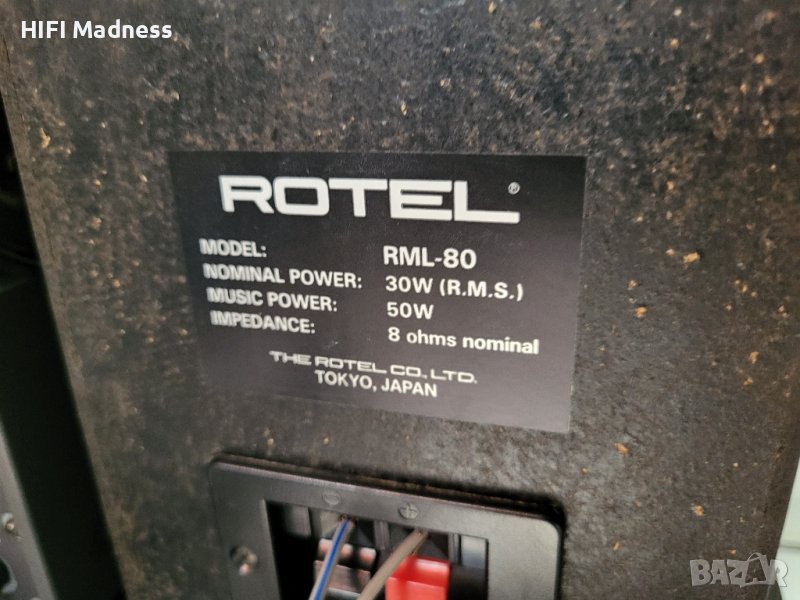 HIFI Madness
ROTEL®
MODEL: RML-80
NOMINAL POWER: 30W (R.M.S.)
MUSIC POWER: 50W
IMPEDANCE: 8 ohms nominal
THE ROTEL CO., LTD.
TOKYO, JAPAN
BAZAR